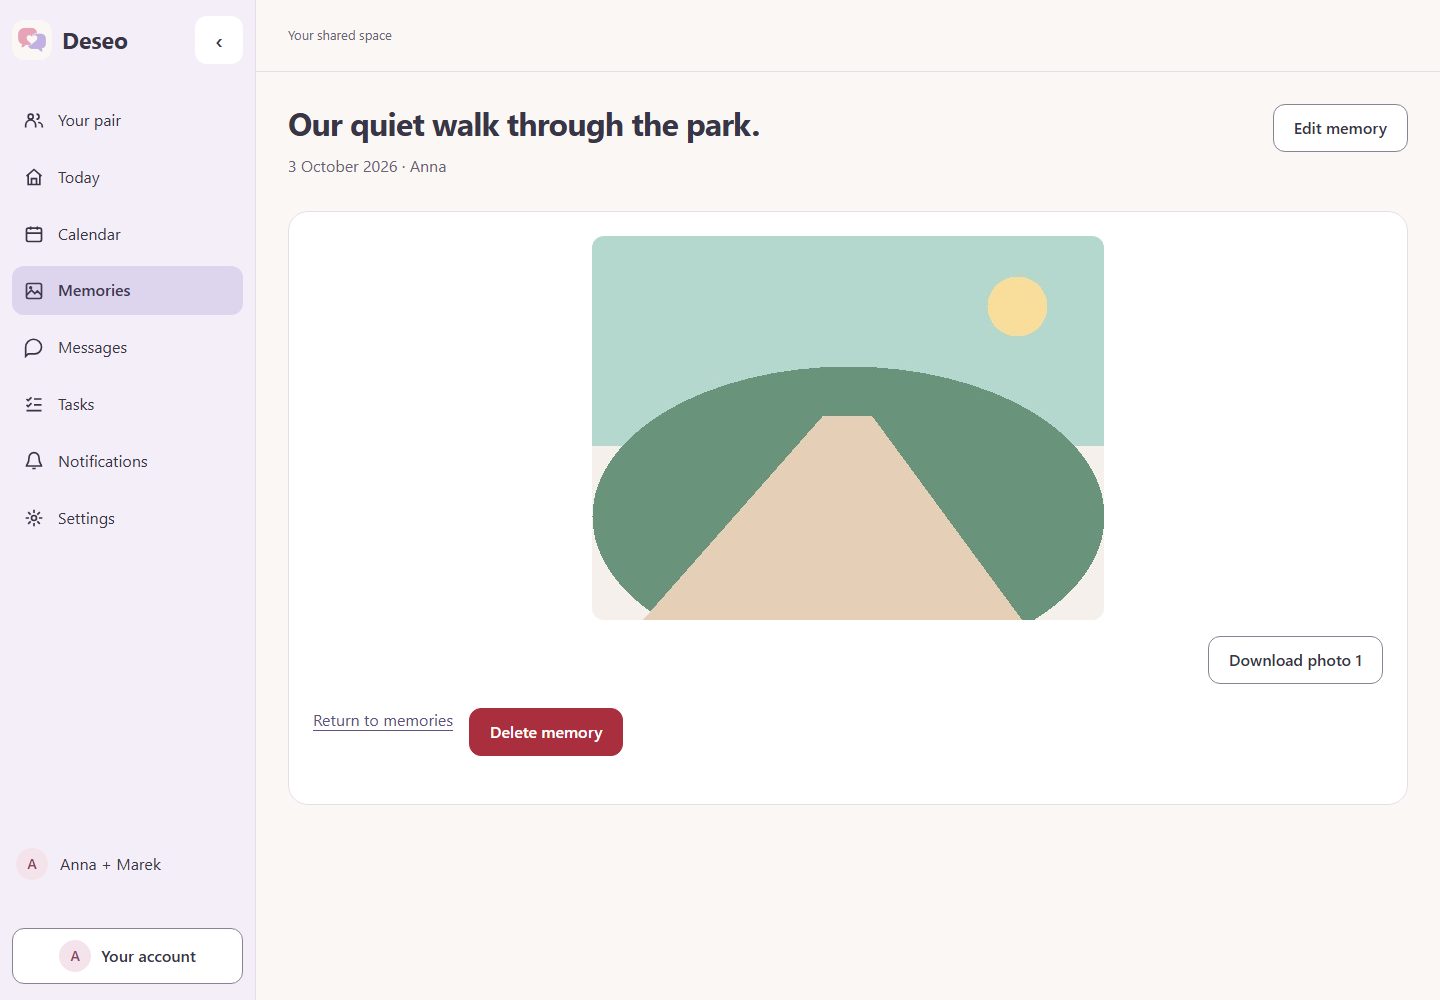 Deseo
‹
Your pair
Today
Calendar
Memories
Messages
Tasks
Notifications
Settings
A Anna + Marek
A Your account
Your shared space
Our quiet walk through the park.
Edit memory
3 October 2026 · Anna
Download photo 1
Return to memories
Delete memory